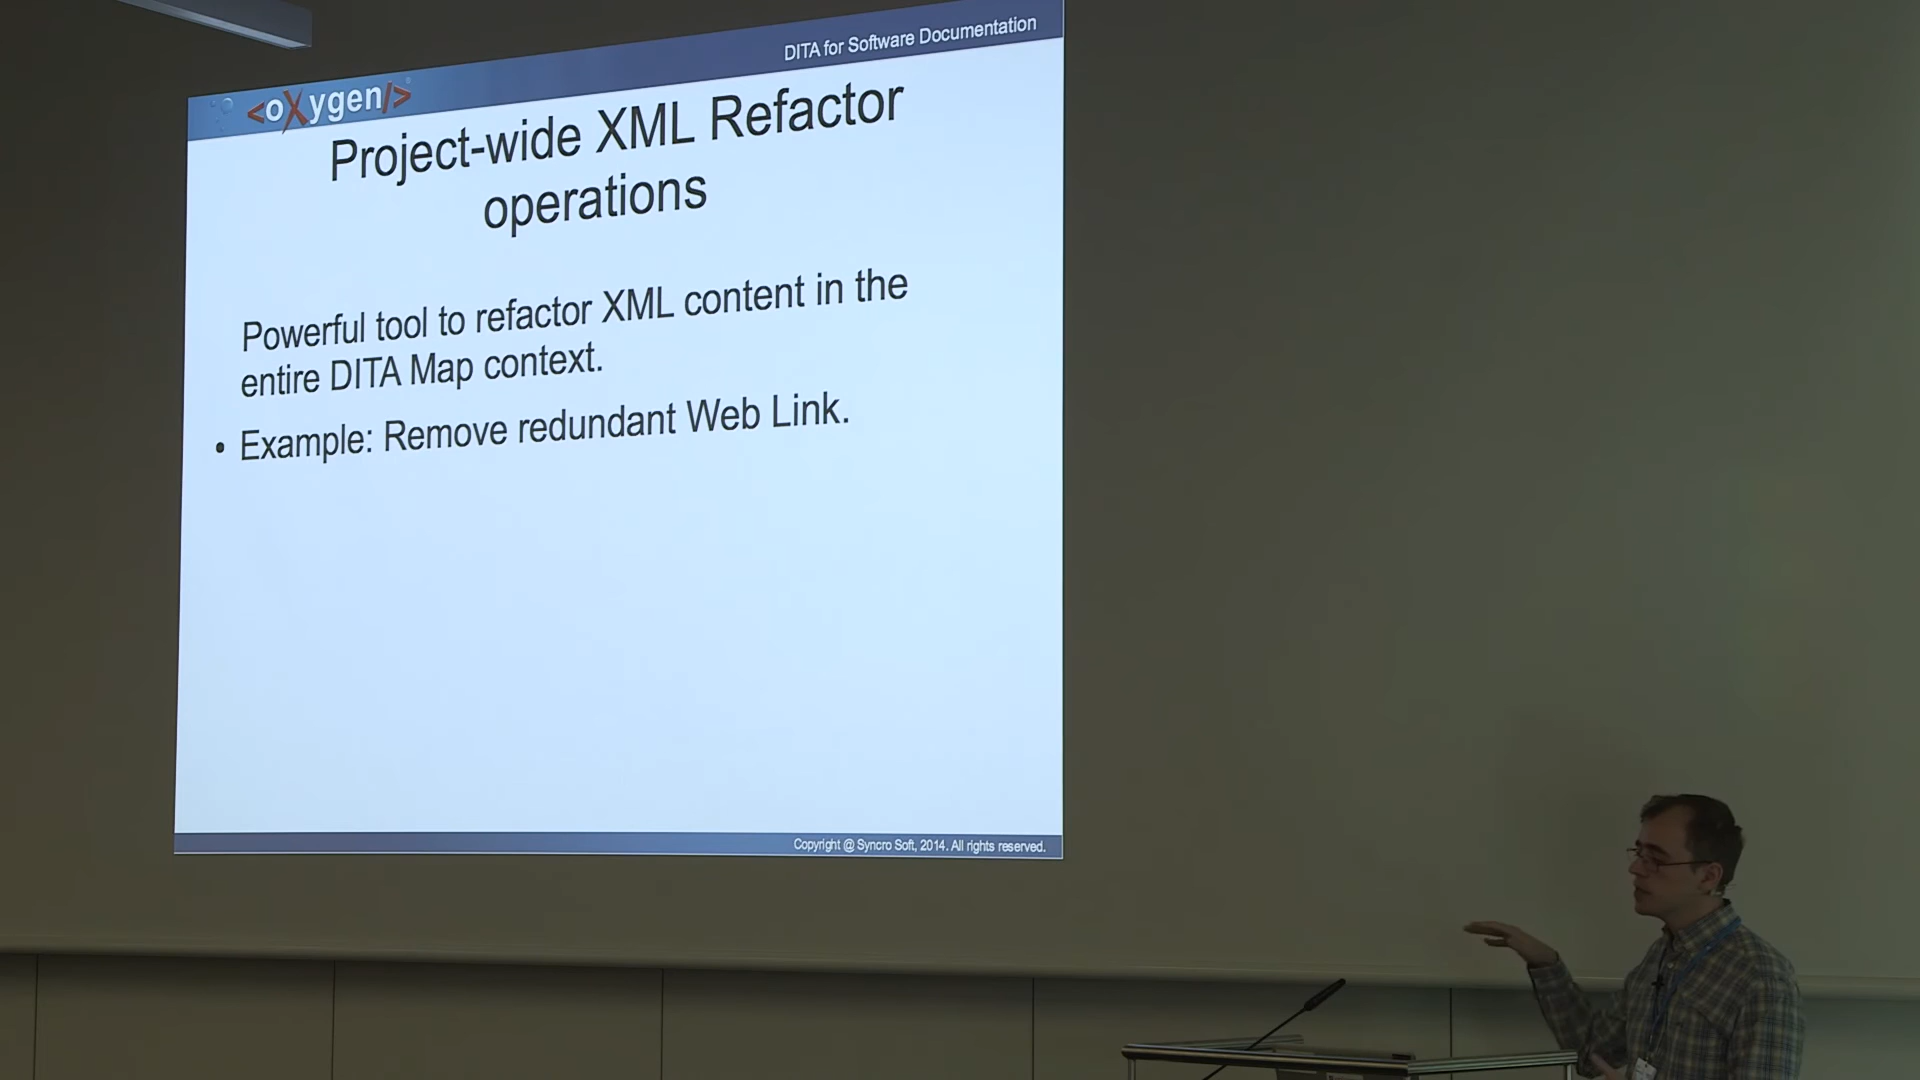 DITA for Software Documentation
<oXygen/>
Project-wide XML Refactor
operations
Powerful tool to refactor XML content in the
entire DITA Map context.
• Example: Remove redundant Web Link.
Copyright @ Syncro Soft, 2014. All rights reserved.